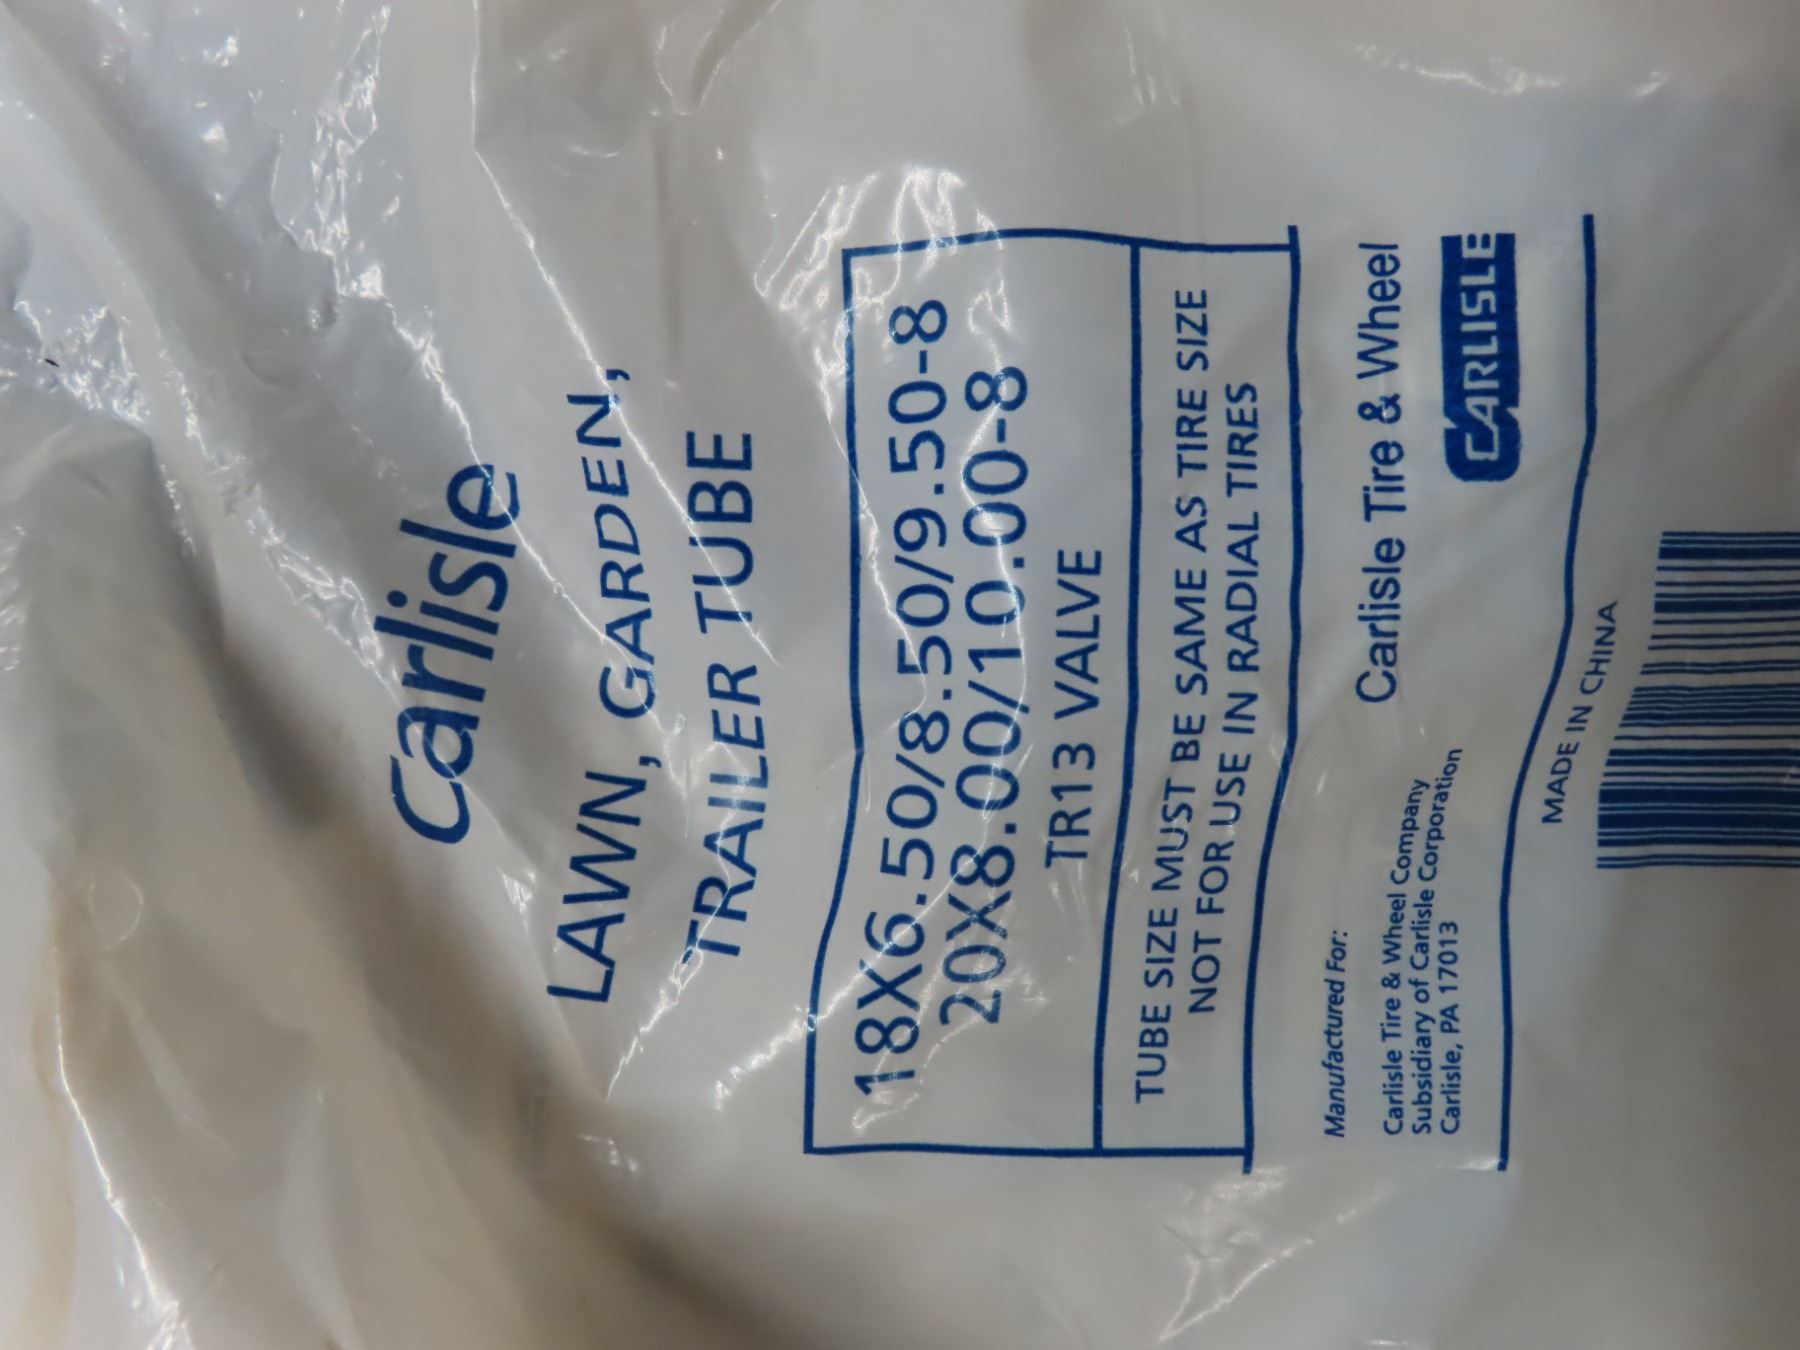 Carlisle
LAWN, GARDEN,
TRAILER TUBE
18X6.50/8.50/9.50-8
20X8.00/10.00-8
TR13 VALVE
TUBE SIZE MUST BE SAME AS TIRE SIZE
NOT FOR USE IN RADIAL TIRES
Manufactured For:
Carlisle Tire & Wheel Company
Subsidiary of Carlisle Corporation
Carlisle, PA 17013
Carlisle Tire & Wheel
CARLISLE
MADE IN CHINA